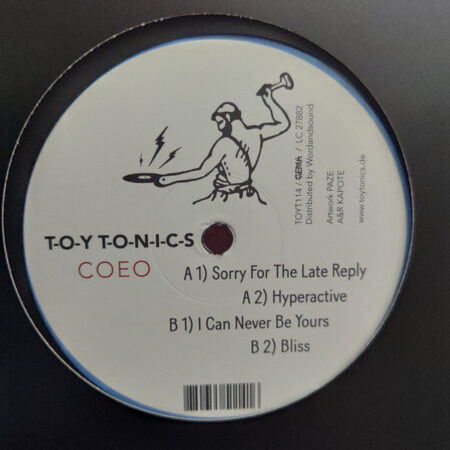 T-O-Y T-O-N-I-C-S
COEO
A 1) Sorry For The Late Reply
A 2) Hyperactive
B 1) I Can Never Be Yours
B 2) Bliss
TOYT114 / GEMA / LC 27882
Distributed by Wordandsound
Artwork PAZE
A&R KAPOTE
www.toytonics.de